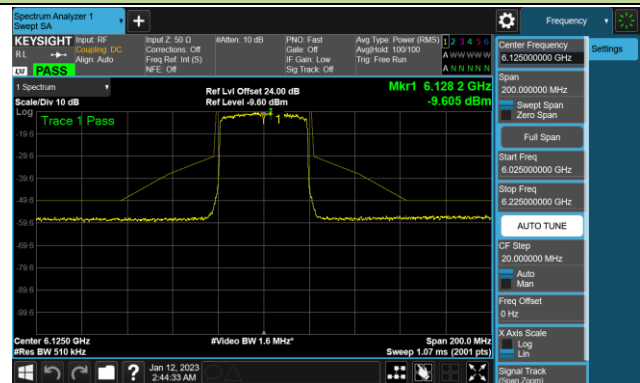 Spectrum Analyzer 1
Swept SA
Frequency
KEYSIGHT
RL
LXI
PASS
Input: RF
Coupling: DC
Align: Auto
Input Z: 50 Ω
Corrections: Off
Freq Ref: Int (S)
NFE: Off
#Atten: 10 dB
PNO: Fast
Gate: Off
IF Gain: Low
Sig Track: Off
Avg Type: Power (RMS)
Avg|Hold: 100/100
Trig: Free Run
1 2 3 4 5 6
A W W W W W
A N N N N N
1 Spectrum
Scale/Div 10 dB
Log
Ref Lvl Offset 24.00 dB
Ref Level -9.60 dBm
Mkr1 6.128 2 GHz
-9.605 dBm
Trace 1 Pass
1
-19.6
-29.6
-39.6
-49.6
-59.6
-69.6
-79.6
-89.6
-99.6
Center 6.1250 GHz
#Res BW 510 kHz
#Video BW 1.6 MHz*
Span 200.0 MHz
Sweep 1.07 ms (2001 pts)
Jan 12, 2023
2:44:33 AM
Center Frequency
6.125000000 GHz
Settings
Span
200.000000 MHz
Swept Span
Zero Span
Full Span
Start Freq
6.025000000 GHz
Stop Freq
6.225000000 GHz
AUTO TUNE
CF Step
20.000000 MHz
Auto
Man
Freq Offset
0 Hz
X Axis Scale
Log
Lin
Signal Track
(Span Zoom)